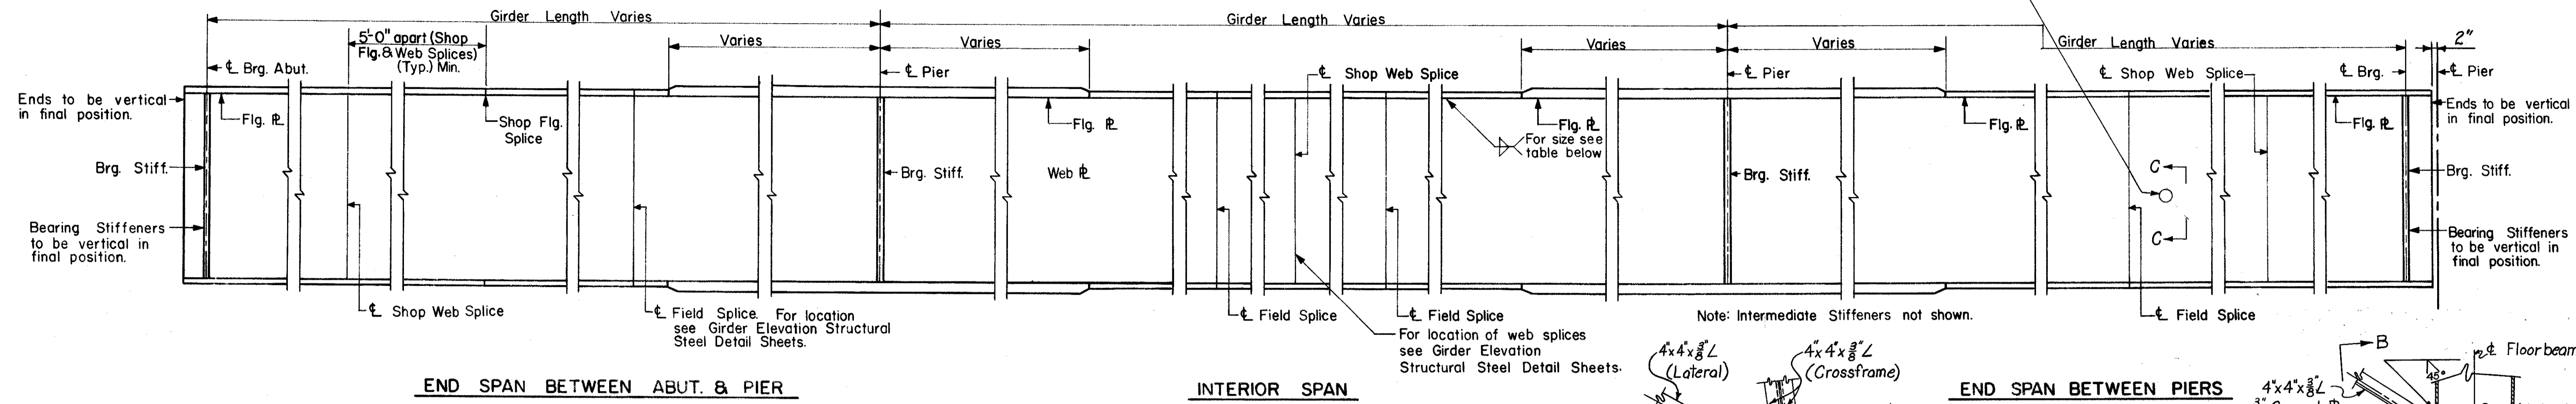 Girder Length Varies
Girder Length Varies
Girder Length Varies
2"
5'-0" apart (Shop
Flg. & Web Splices)
(Typ.) Min.
Varies
Varies
Varies
Varies
℄ Brg. Abut.
℄ Pier
℄ Shop Web Splice
℄ Pier
℄ Shop Web Splice
℄ Brg.
℄ Pier
Ends to be vertical
in final position.
Flg. ⅊
Shop Flg.
Splice
Flg. ⅊
Flg. ⅊
For size see
table below
Flg. ⅊
Flg. ⅊
Ends to be vertical
in final position.
Brg. Stiff.
Brg. Stiff.
Web ⅊
Brg. Stiff.
C
C
Brg. Stiff.
Bearing Stiffeners
to be vertical in
final position.
Bearing Stiffeners
to be vertical in
final position.
℄ Shop Web Splice
℄ Field Splice. For location
see Girder Elevation Structural
Steel Detail Sheets.
℄ Field Splice
℄ Field Splice
For location of web splices
see Girder Elevation
Structural Steel Detail Sheets.
Note: Intermediate Stiffeners not shown.
℄ Field Splice
4"x4"x3/8"∠
(Lateral)
4"x4"x3/8"∠
(Crossframe)
B
℄ Floorbeam
45°
4"x4"x3/8"∠
END SPAN BETWEEN ABUT. & PIER
INTERIOR SPAN
END SPAN BETWEEN PIERS